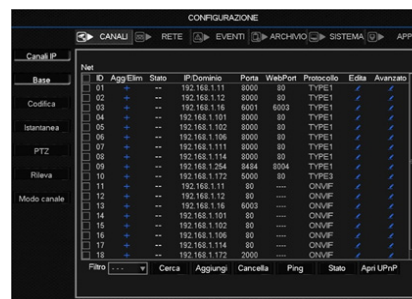 CONFIGURAZIONE
CANALI RETE EVENTI ARCHIVIO SISTEMA APP
Canali IP
Base
Codifica
Istantanea
PTZ
Rileva
Modo canale
Net
ID Agg/Elim Stato IP/Dominio Porta WebPort Protocollo Edita Avanzato
01 + -- 192.168.1.11 8000 80 TYPE1
02 + -- 192.168.1.12 8000 80 TYPE1
03 + -- 192.168.1.16 6001 6003 TYPE1
04 + -- 192.168.1.101 8000 80 TYPE1
05 + -- 192.168.1.102 8000 80 TYPE1
06 + -- 192.168.1.106 8000 80 TYPE1
07 + -- 192.168.1.111 8000 80 TYPE1
08 + -- 192.168.1.114 8000 80 TYPE1
09 + -- 192.168.1.254 8484 8004 TYPE1
10 + -- 192.168.1.172 5000 80 TYPE3
11 + -- 192.168.1.11 80 ---- ONVIF
12 + -- 192.168.1.12 80 ---- ONVIF
13 + -- 192.168.1.16 6003 ---- ONVIF
14 + -- 192.168.1.101 80 ---- ONVIF
15 + -- 192.168.1.102 80 ---- ONVIF
16 + -- 192.168.1.106 80 ---- ONVIF
17 + -- 192.168.1.114 80 ---- ONVIF
18 + -- 192.168.1.172 2000 ---- ONVIF
Filtro --- Cerca Aggiungi Cancella Ping Stato Apri UPnP